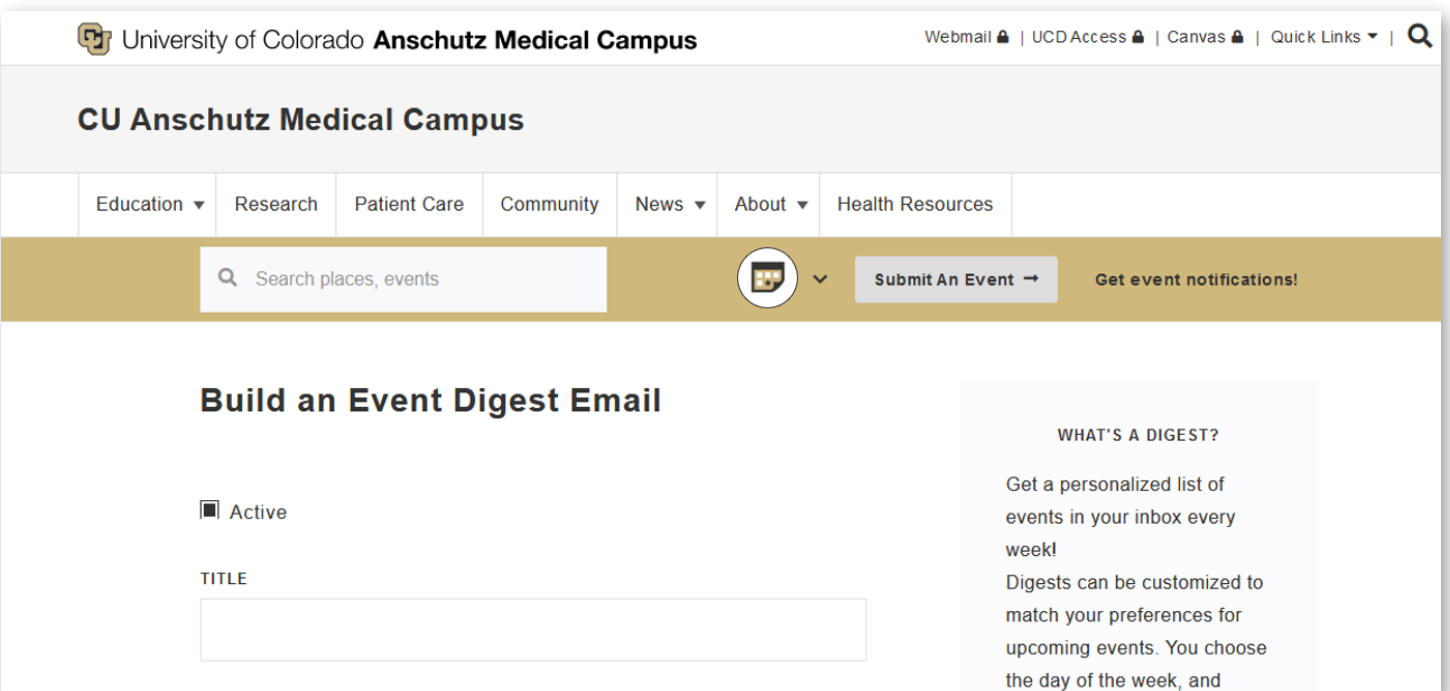 University of Colorado Anschutz Medical Campus
Webmail | UCD Access | Canvas | Quick Links |
CU Anschutz Medical Campus
Education Research Patient Care Community News About Health Resources
Search places, events
Submit An Event →
Get event notifications!
Build an Event Digest Email
Active
TITLE
WHAT'S A DIGEST?
Get a personalized list of
events in your inbox every
week!
Digests can be customized to
match your preferences for
upcoming events. You choose
the day of the week, and